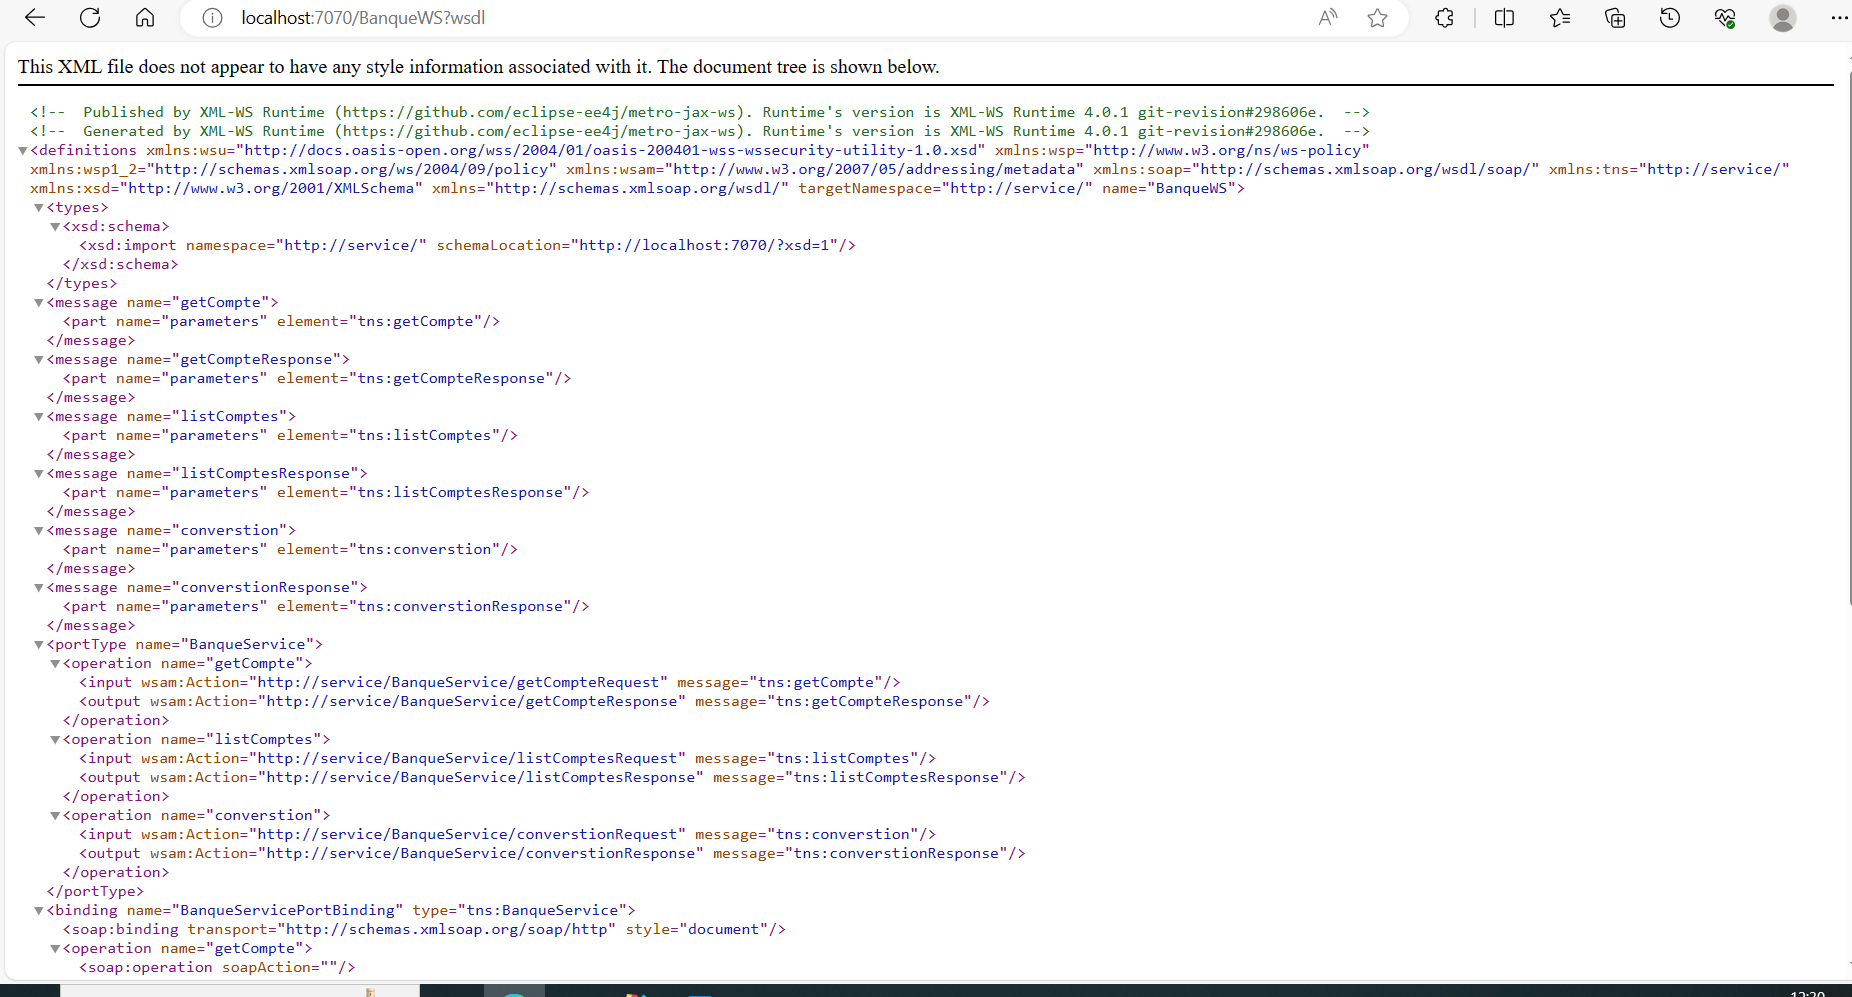 localhost:7070/BanqueWS?wsdl
This XML file does not appear to have any style information associated with it. The document tree is shown below.
<!--  Published by XML-WS Runtime (https://github.com/eclipse-ee4j/metro-jax-ws). Runtime's version is XML-WS Runtime 4.0.1 git-revision#298606e.  -->
<!--  Generated by XML-WS Runtime (https://github.com/eclipse-ee4j/metro-jax-ws). Runtime's version is XML-WS Runtime 4.0.1 git-revision#298606e.  -->
▼<definitions xmlns:wsu="http://docs.oasis-open.org/wss/2004/01/oasis-200401-wss-wssecurity-utility-1.0.xsd" xmlns:wsp="http://www.w3.org/ns/ws-policy"
xmlns:wsp1_2="http://schemas.xmlsoap.org/ws/2004/09/policy" xmlns:wsam="http://www.w3.org/2007/05/addressing/metadata" xmlns:soap="http://schemas.xmlsoap.org/wsdl/soap/" xmlns:tns="http://service/"
xmlns:xsd="http://www.w3.org/2001/XMLSchema" xmlns="http://schemas.xmlsoap.org/wsdl/" targetNamespace="http://service/" name="BanqueWS">
▼<types>
▼<xsd:schema>
<xsd:import namespace="http://service/" schemaLocation="http://localhost:7070/?xsd=1"/>
</xsd:schema>
</types>
▼<message name="getCompte">
<part name="parameters" element="tns:getCompte"/>
</message>
▼<message name="getCompteResponse">
<part name="parameters" element="tns:getCompteResponse"/>
</message>
▼<message name="listComptes">
<part name="parameters" element="tns:listComptes"/>
</message>
▼<message name="listComptesResponse">
<part name="parameters" element="tns:listComptesResponse"/>
</message>
▼<message name="converstion">
<part name="parameters" element="tns:converstion"/>
</message>
▼<message name="converstionResponse">
<part name="parameters" element="tns:converstionResponse"/>
</message>
▼<portType name="BanqueService">
▼<operation name="getCompte">
<input wsam:Action="http://service/BanqueService/getCompteRequest" message="tns:getCompte"/>
<output wsam:Action="http://service/BanqueService/getCompteResponse" message="tns:getCompteResponse"/>
</operation>
▼<operation name="listComptes">
<input wsam:Action="http://service/BanqueService/listComptesRequest" message="tns:listComptes"/>
<output wsam:Action="http://service/BanqueService/listComptesResponse" message="tns:listComptesResponse"/>
</operation>
▼<operation name="converstion">
<input wsam:Action="http://service/BanqueService/converstionRequest" message="tns:converstion"/>
<output wsam:Action="http://service/BanqueService/converstionResponse" message="tns:converstionResponse"/>
</operation>
</portType>
▼<binding name="BanqueServicePortBinding" type="tns:BanqueService">
<soap:binding transport="http://schemas.xmlsoap.org/soap/http" style="document"/>
▼<operation name="getCompte">
<soap:operation soapAction=""/>